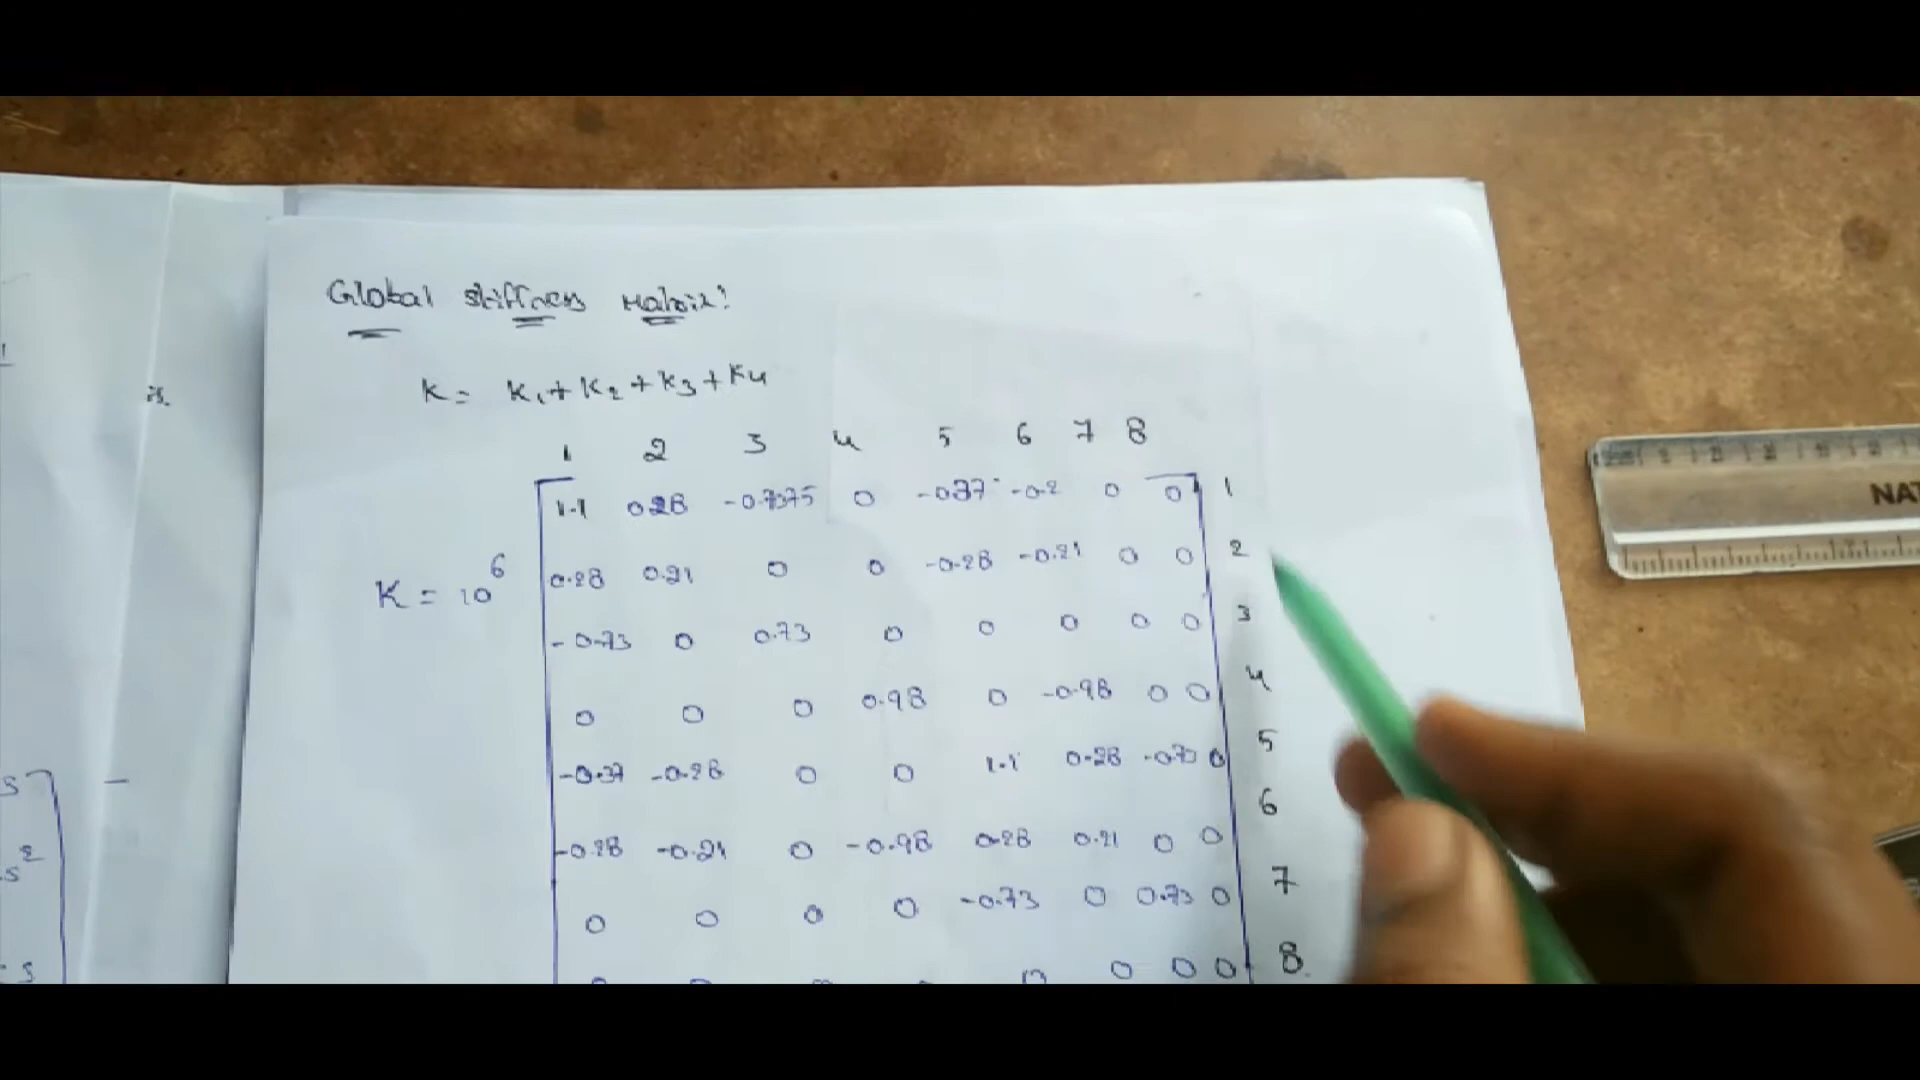 Global stiffness Matrix:
K = K1 + K2 + K3 + K4
1 2 3 4 5 6 7 8
1.1 0.28 -0.7375 0 -0.37 -0.2 0 0 1
K = 10^6
0.28 0.21 0 0 -0.28 -0.21 0 0 2
-0.73 0 0.73 0 0 0 0 0 3
0 0 0 0.98 0 -0.98 0 0 4
-0.37 -0.28 0 0 1.1 0.28 -0.73 0 5
-0.28 -0.21 0 -0.98 0.28 0.21 0 0 6
0 0 0 0 -0.73 0 0.73 0 7
0 0 0 0 8
NAT